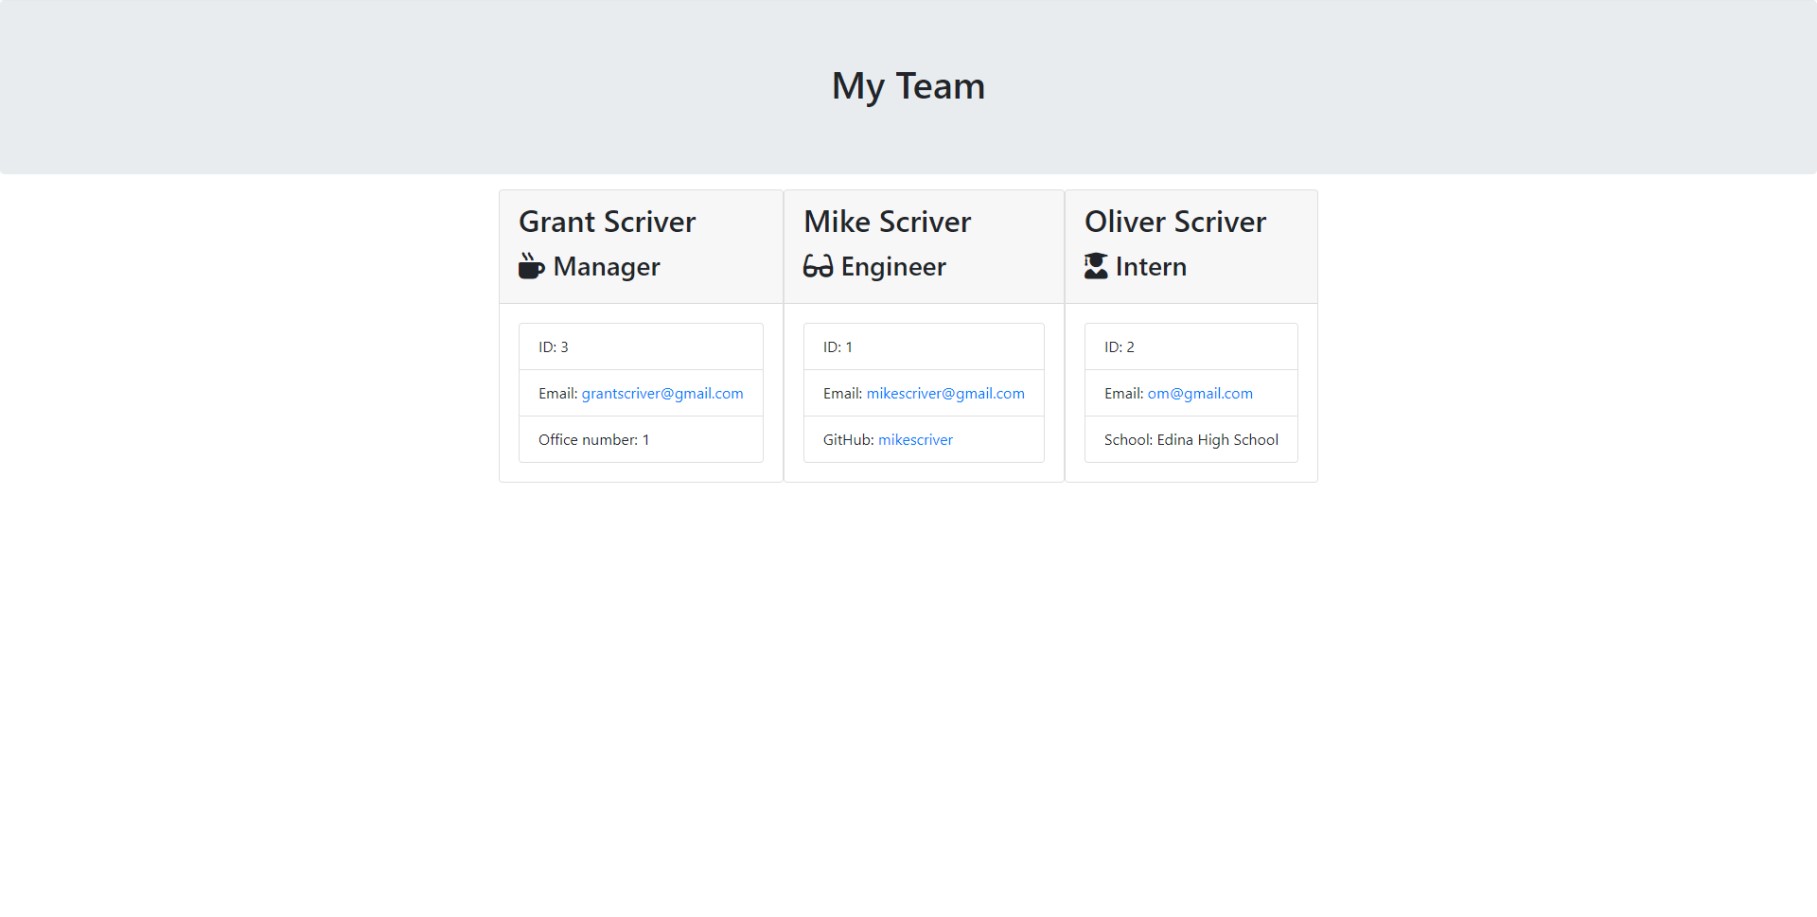 My Team
Grant Scriver
Manager
ID: 3
Email: grantscriver@gmail.com
Office number: 1
Mike Scriver
Engineer
ID: 1
Email: mikescriver@gmail.com
GitHub: mikescriver
Oliver Scriver
Intern
ID: 2
Email: om@gmail.com
School: Edina High School